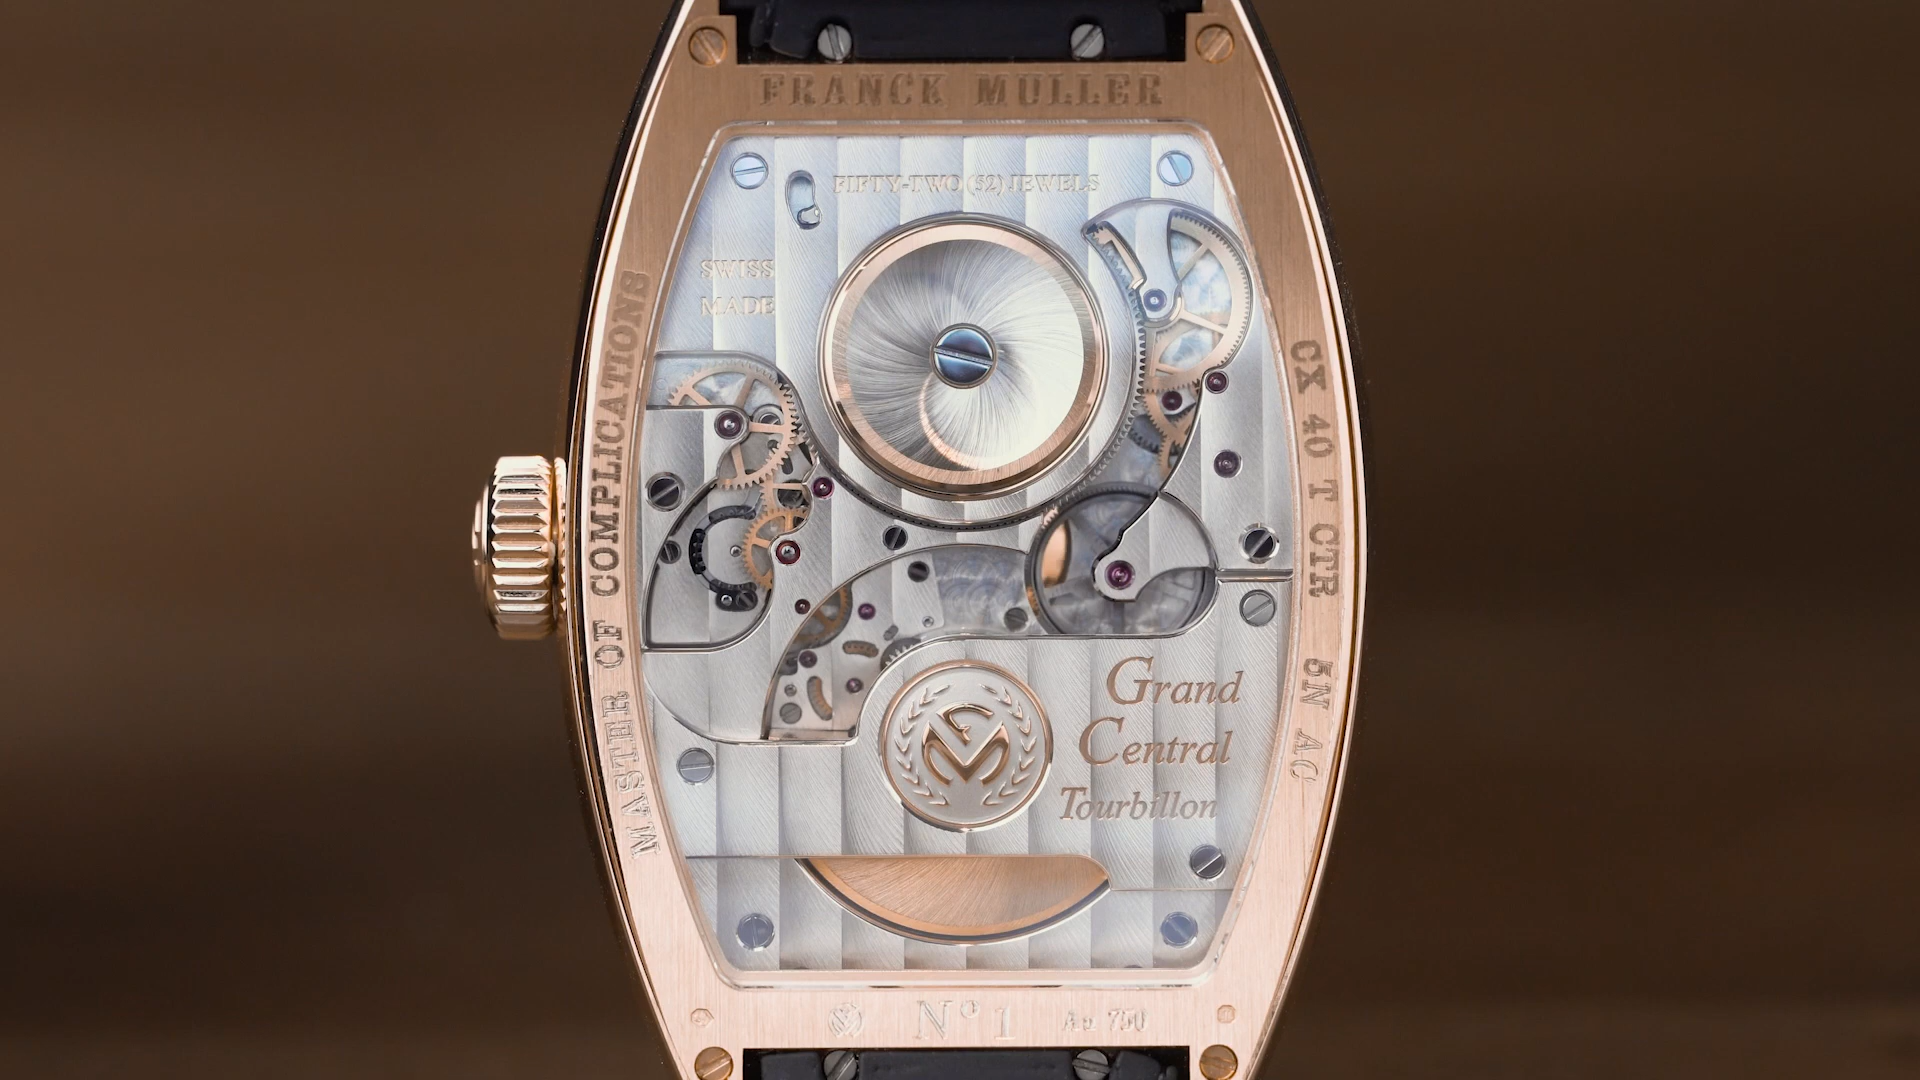 FRANCK MULLER
FIFTY-TWO (52) JEWELS
SWISS
MADE
MASTER OF COMPLICATIONS
CX 40 T CTR 5N AC
Grand
Central
Tourbillon
N° 1
Au 750